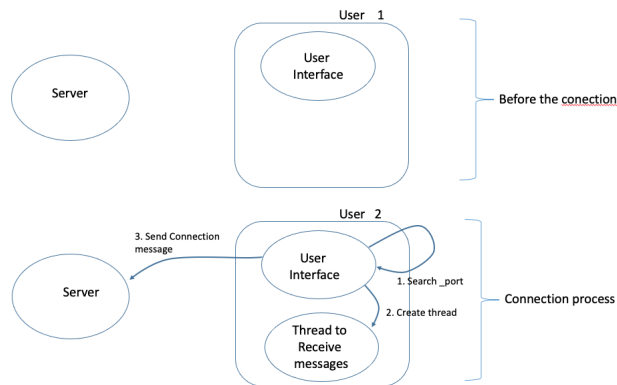 User 1
User
Interface
Server
Before the conection
User 2
3. Send Connection
message
User
Interface
1. Search _port
Server
Connection process
2. Create thread
Thread to
Receive
messages